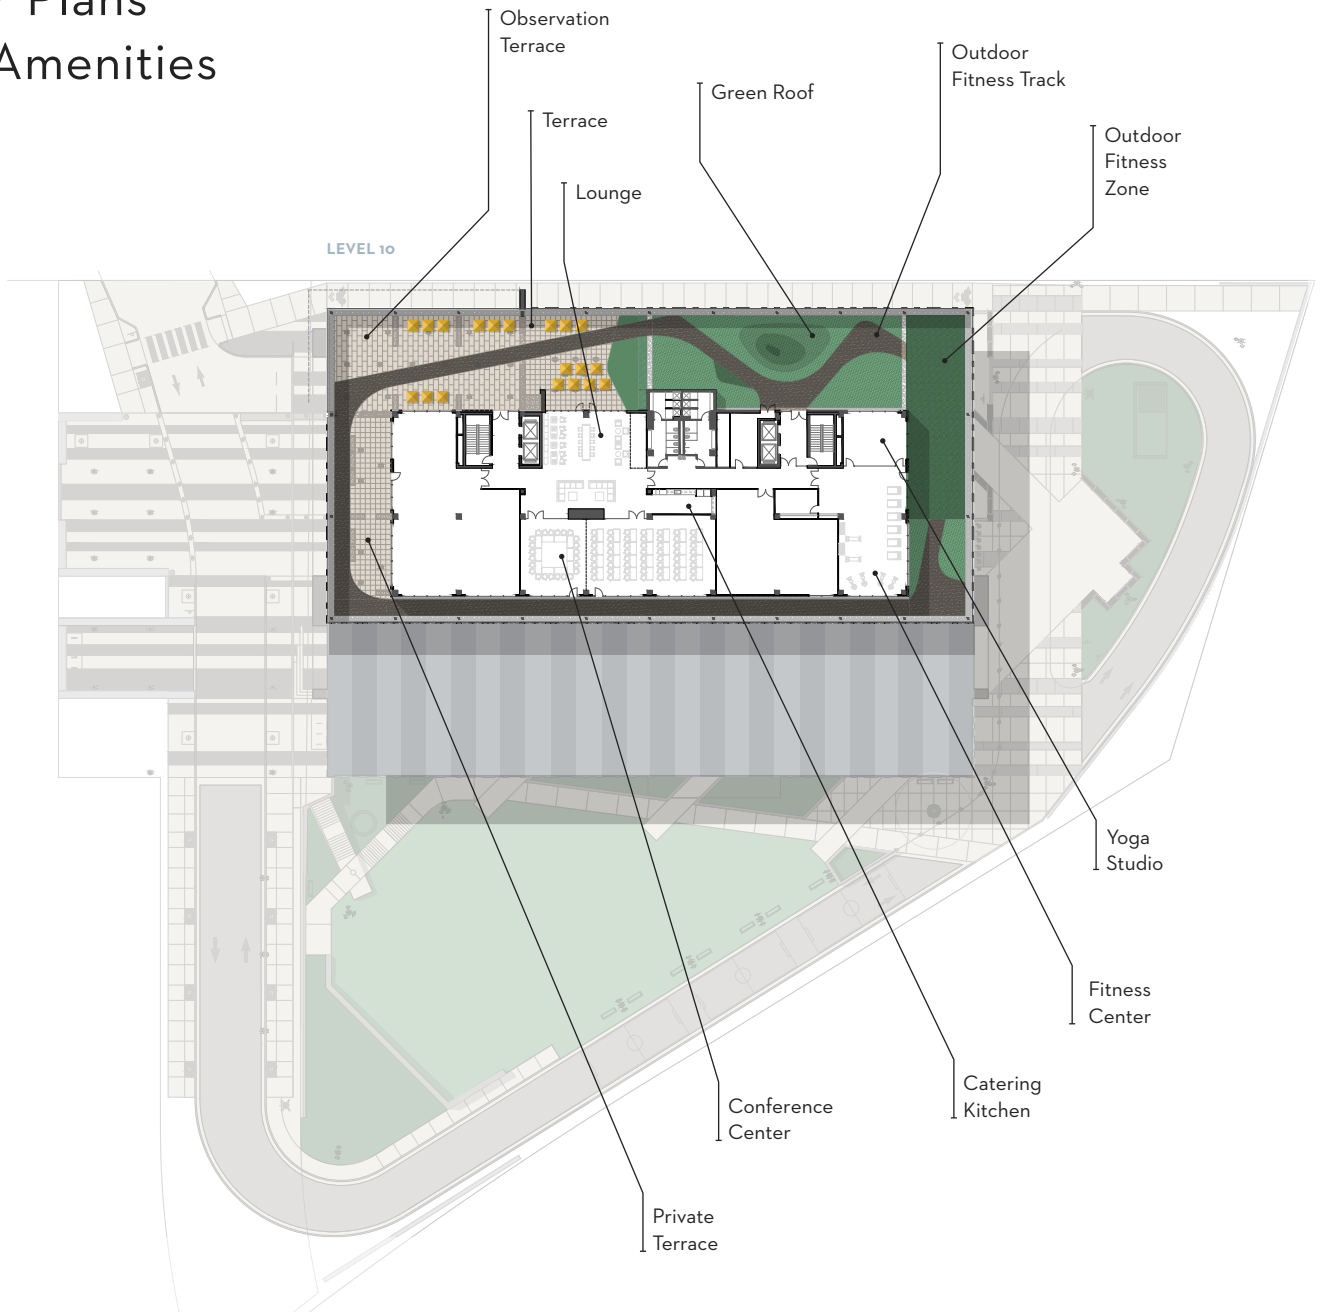 Plans
Amenities
Observation
Terrace
Terrace
Lounge
Green Roof
Outdoor
Fitness Track
Outdoor
Fitness
Zone
LEVEL 10
Yoga
Studio
Fitness
Center
Catering
Kitchen
Conference
Center
Private
Terrace